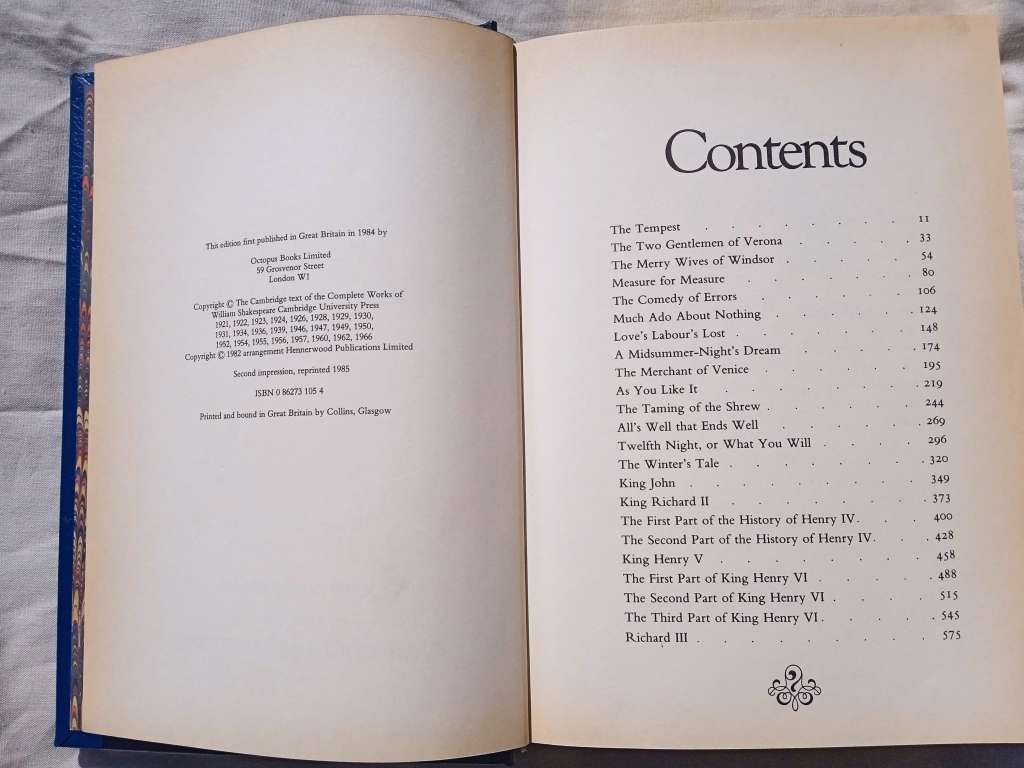 This edition first published in Great Britain in 1984 by
Octopus Books Limited
59 Grosvenor Street
London W1
Copyright © The Cambridge text of the Complete Works of
William Shakespeare Cambridge University Press
1921, 1922, 1923, 1924, 1926, 1928, 1929, 1930,
1931, 1934, 1936, 1939, 1946, 1947, 1949, 1950,
1952, 1954, 1955, 1956, 1957, 1960, 1962, 1966
Copyright © 1982 arrangement Hennerwood Publications Limited
Second impression, reprinted 1985
ISBN 0 86273 105 4
Printed and bound in Great Britain by Collins, Glasgow
Contents
The Tempest . . . . . . . 11
The Two Gentlemen of Verona . . . . . 33
The Merry Wives of Windsor . . . . . 54
Measure for Measure . . . . . . 80
The Comedy of Errors . . . . . . 106
Much Ado About Nothing . . . . . . 124
Love's Labour's Lost . . . . . . 148
A Midsummer-Night's Dream . . . . . 174
The Merchant of Venice . . . . . . 195
As You Like It . . . . . . . 219
The Taming of the Shrew . . . . . . 244
All's Well that Ends Well . . . . . . 269
Twelfth Night, or What You Will . . . . . 296
The Winter's Tale . . . . . . . . 320
King John . . . . . . . . . 349
King Richard II . . . . . . . . 373
The First Part of the History of Henry IV . . . 400
The Second Part of the History of Henry IV . . . 428
King Henry V . . . . . . . . 458
The First Part of King Henry VI . . . . . 488
The Second Part of King Henry VI . . . . 515
The Third Part of King Henry VI . . . . . 545
Richard III . . . . . . . . . 575